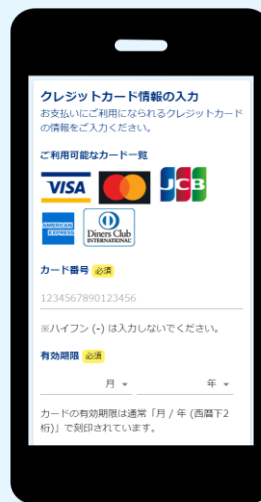 クレジットカード情報の入力
お支払いにご利用になられるクレジットカード
の情報をご入力ください。
ご利用可能なカード一覧
VISA JCB
AMERICAN
EXPRESS
Diners Club
INTERNATIONAL
カード番号 必須
1234567890123456
※ハイフン (-) は入力しないでください。
有効期限 必須
月 年
カードの有効期限は通常「月 / 年 (西暦下2
桁)」で刻印されています。